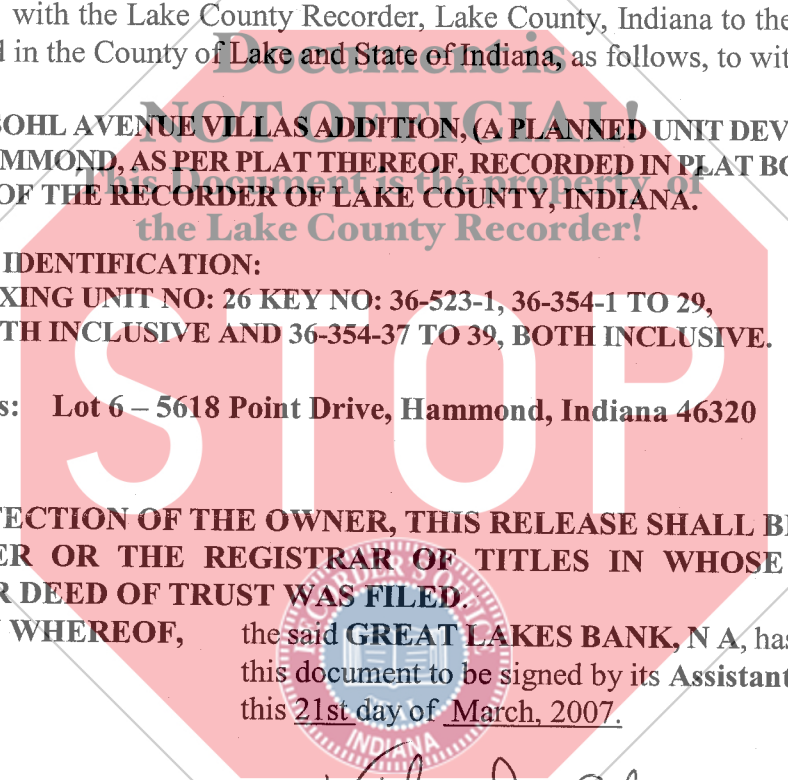 with the Lake County Recorder, Lake County, Indiana to the
in the County of Lake and State of Indiana, as follows, to wit
Document is
NOT OFFICIAL!
OHL AVENUE VILLAS ADDITION, (A PLANNED UNIT DEV
MMOND, AS PER PLAT THEREOF, RECORDED IN PLAT BO
This Document is the property of
OF THE RECORDER OF LAKE COUNTY, INDIANA.
the Lake County Recorder!
IDENTIFICATION:
XING UNIT NO: 26 KEY NO: 36-523-1, 36-354-1 TO 29,
TH INCLUSIVE AND 36-354-37 TO 39, BOTH INCLUSIVE.
STOP
s: Lot 6 – 5618 Point Drive, Hammond, Indiana 46320
ECTION OF THE OWNER, THIS RELEASE SHALL B
ER OR THE REGISTRAR OF TITLES IN WHOSE
R DEED OF TRUST WAS FILED.
WHEREOF, the said GREAT LAKES BANK, N A, has
this document to be signed by its Assistant
this 21st day of March, 2007.
RECORDER'S OFFICE
INDIANA